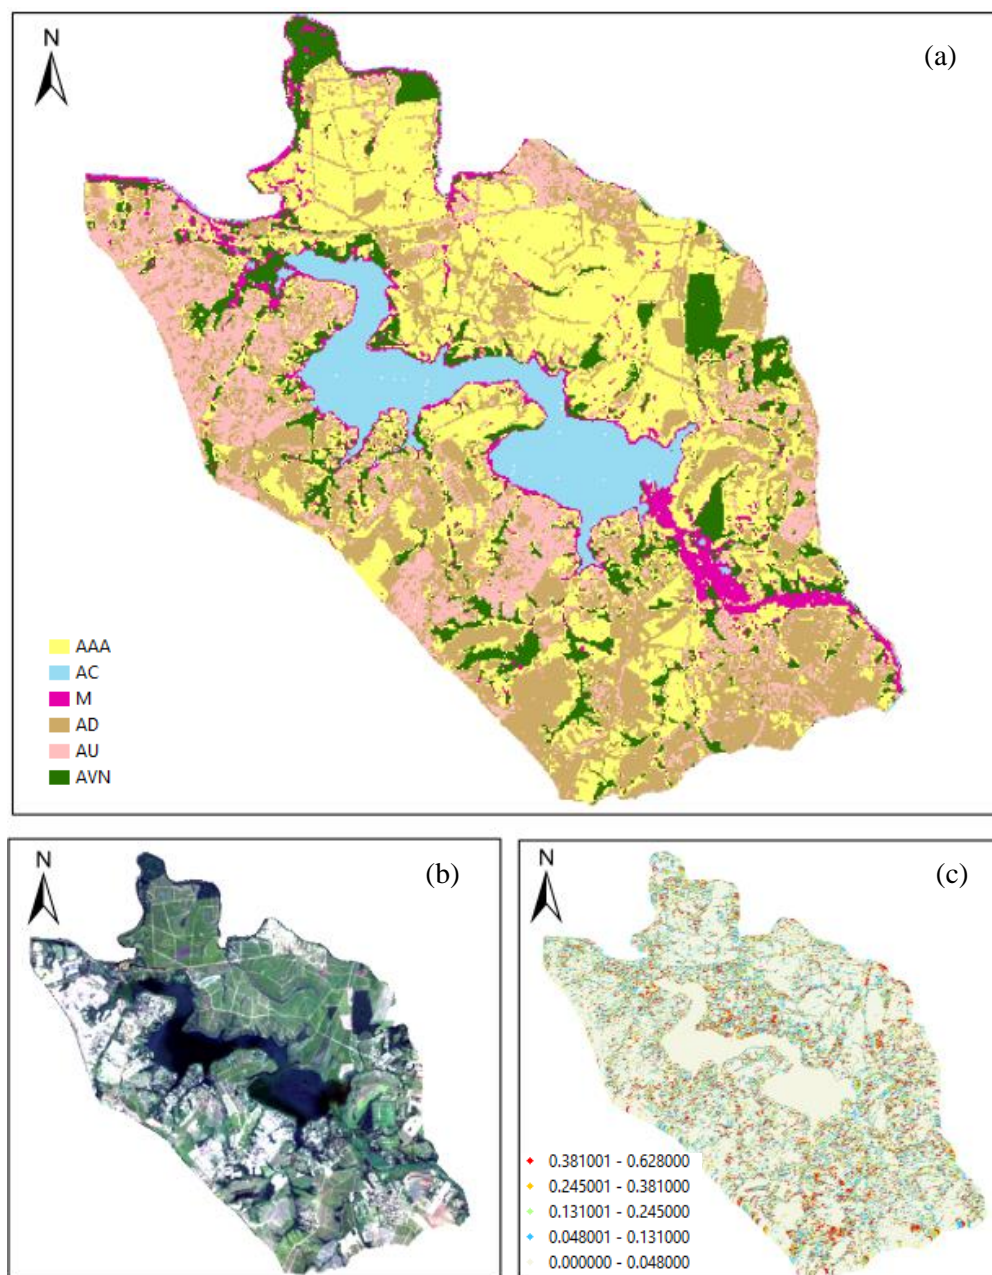 N
(a)
AAA
AC
M
AD
AU
AVN
N
(b)
N
(c)
0.381001 - 0.628000
0.245001 - 0.381000
0.131001 - 0.245000
0.048001 - 0.131000
0.000000 - 0.048000